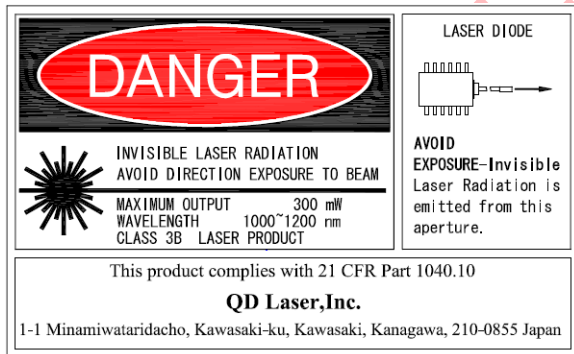 DANGER
INVISIBLE LASER RADIATION
AVOID DIRECTION EXPOSURE TO BEAM
MAXIMUM OUTPUT 300 mW
WAVELENGTH 1000~1200 nm
CLASS 3B LASER PRODUCT
LASER DIODE
AVOID
EXPOSURE-Invisible
Laser Radiation is
emitted from this
aperture.
This product complies with 21 CFR Part 1040.10
QD Laser,Inc.
1-1 Minamiwataridacho, Kawasaki-ku, Kawasaki, Kanagawa, 210-0855 Japan